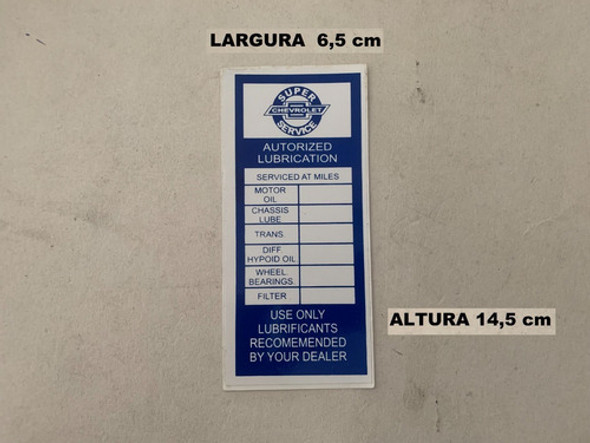 LARGURA 6,5 cm
SUPER
CHEVROLET
SERVICE
AUTORIZED
LUBRICATION
SERVICED AT MILES
MOTOR
OIL
CHASSIS
LUBE
TRANS
DIFF
HYPOID OIL
WHEEL
BEARINGS
FILTER
USE ONLY
LUBRIFICANTS
RECOMEMENDED
BY YOUR DEALER
ALTURA 14,5 cm